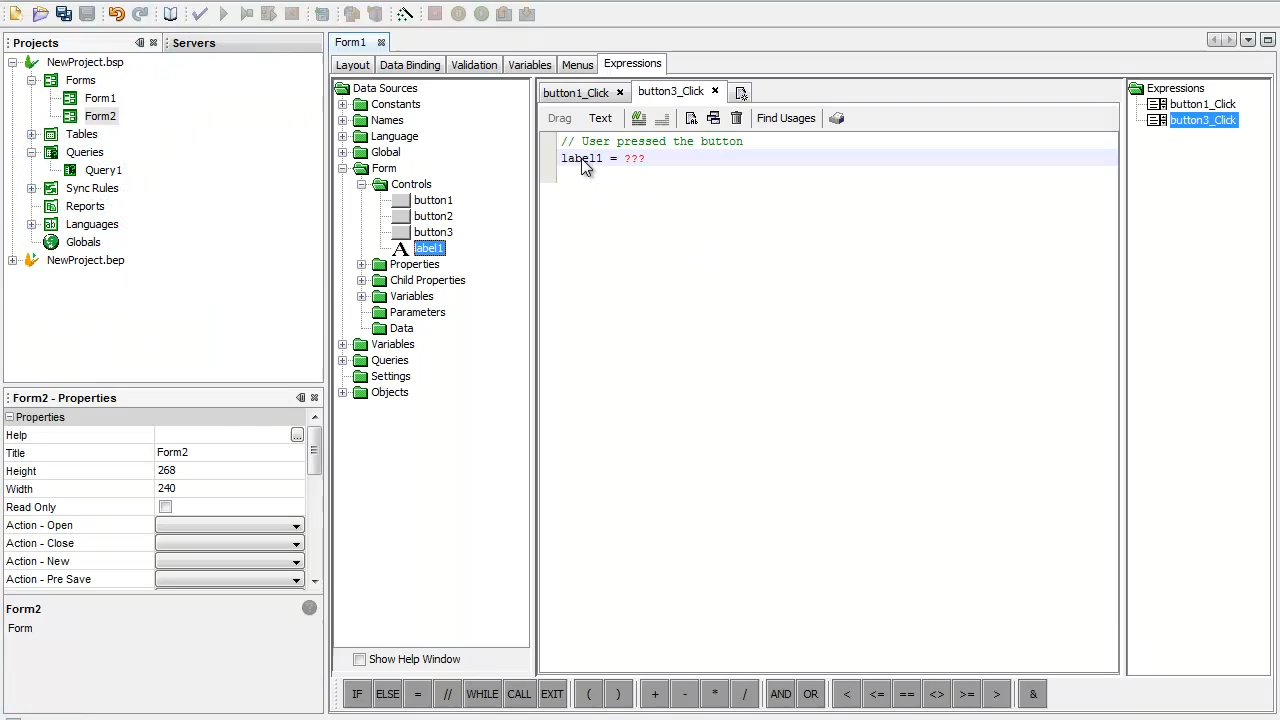 Projects
Servers
NewProject.bsp
Forms
Form1
Form2
Tables
Queries
Query1
Sync Rules
Reports
Languages
Globals
NewProject.bep
Form2 - Properties
Properties
Help
...
Title Form2
Height 268
Width 240
Read Only
Action - Open
Action - Close
Action - New
Action - Pre Save
Form2
Form
Form1
Layout Data Binding Validation Variables Menus Expressions
Data Sources
Constants
Names
Language
Global
Form
Controls
button1
button2
button3
A label1
Properties
Child Properties
Variables
Parameters
Data
Variables
Queries
Settings
Objects
Show Help Window
button1_Click button3_Click
Drag Text Find Usages
// User pressed the button
label1 = ???
Expressions
button1_Click
button3_Click
IF ELSE = // WHILE CALL EXIT ( ) + - * / AND OR < <= == <> >= > &